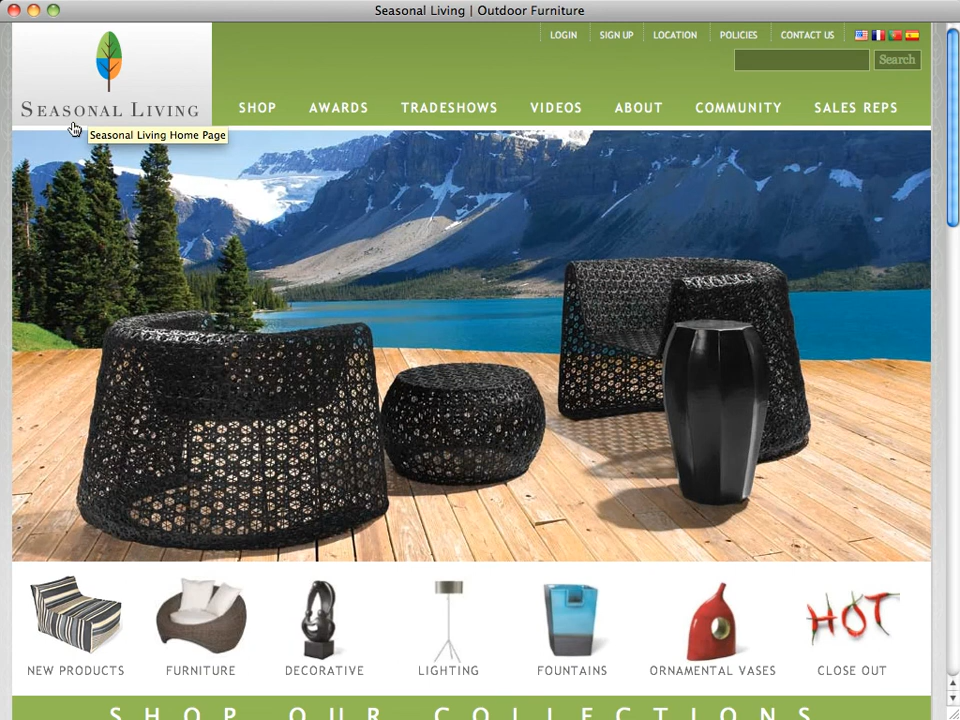 Seasonal Living | Outdoor Furniture
LOGIN SIGN UP LOCATION POLICIES CONTACT US
Search
SEASONAL LIVING
SHOP AWARDS TRADESHOWS VIDEOS ABOUT COMMUNITY SALES REPS
Seasonal Living Home Page
HOT
NEW PRODUCTS FURNITURE DECORATIVE LIGHTING FOUNTAINS ORNAMENTAL VASES CLOSE OUT
SHOP OUR COLLECTIONS